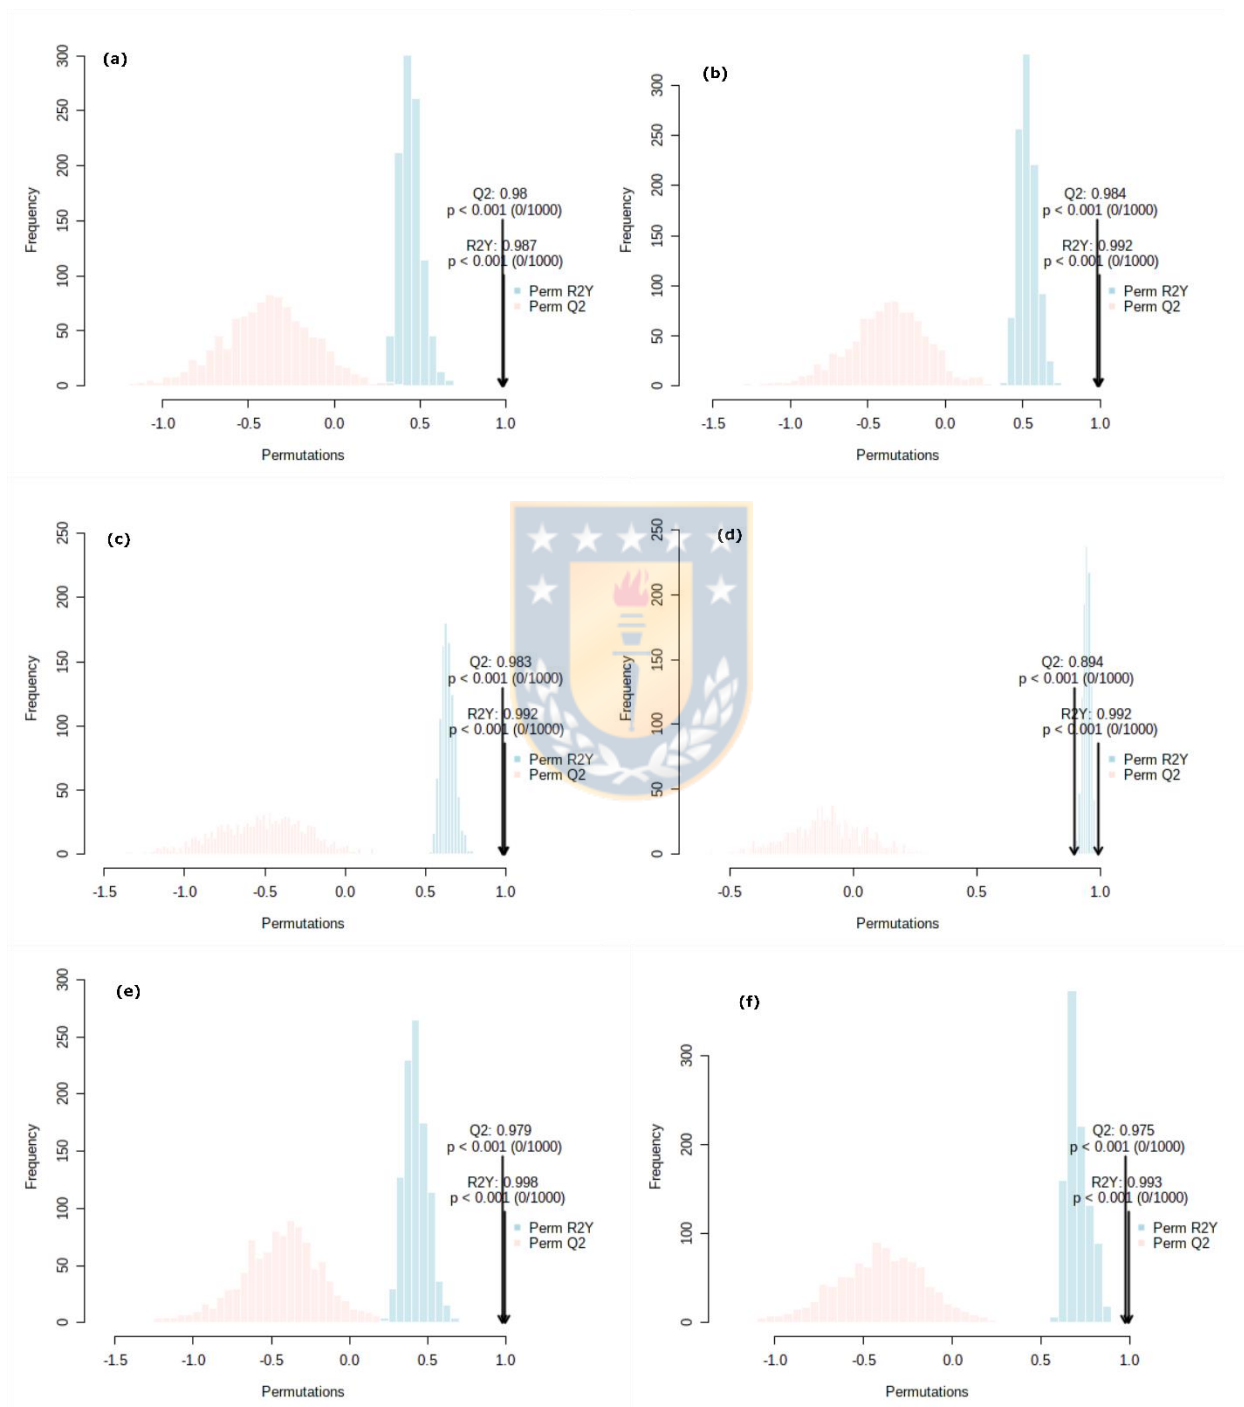 (a)
300
250
200
150
100
50
0
Frequency
Q2: 0.98
p < 0.001 (0/1000)
R2Y: 0.987
p < 0.001 (0/1000)
Perm R2Y
Perm Q2
-1.0 -0.5 0.0 0.5 1.0
Permutations
(b)
300
250
200
150
100
50
0
Frequency
Q2: 0.984
p < 0.001 (0/1000)
R2Y: 0.992
p < 0.001 (0/1000)
Perm R2Y
Perm Q2
-1.5 -1.0 -0.5 0.0 0.5 1.0
Permutations
(c)
250
200
150
100
50
0
Frequency
Q2: 0.983
p < 0.001 (0/1000)
R2Y: 0.992
p < 0.001 (0/1000)
Perm R2Y
Perm Q2
-1.5 -1.0 -0.5 0.0 0.5 1.0
Permutations
(d)
250
200
150
100
50
0
Frequency
Q2: 0.894
p < 0.001 (0/1000)
R2Y: 0.992
p < 0.001 (0/1000)
Perm R2Y
Perm Q2
-0.5 0.0 0.5 1.0
Permutations
(e)
300
250
200
150
100
50
0
Frequency
Q2: 0.979
p < 0.001 (0/1000)
R2Y: 0.998
p < 0.001 (0/1000)
Perm R2Y
Perm Q2
-1.5 -1.0 -0.5 0.0 0.5 1.0
Permutations
(f)
300
200
100
0
Frequency
Q2: 0.975
p < 0.001 (0/1000)
R2Y: 0.993
p < 0.001 (0/1000)
Perm R2Y
Perm Q2
-1.0 -0.5 0.0 0.5 1.0
Permutations